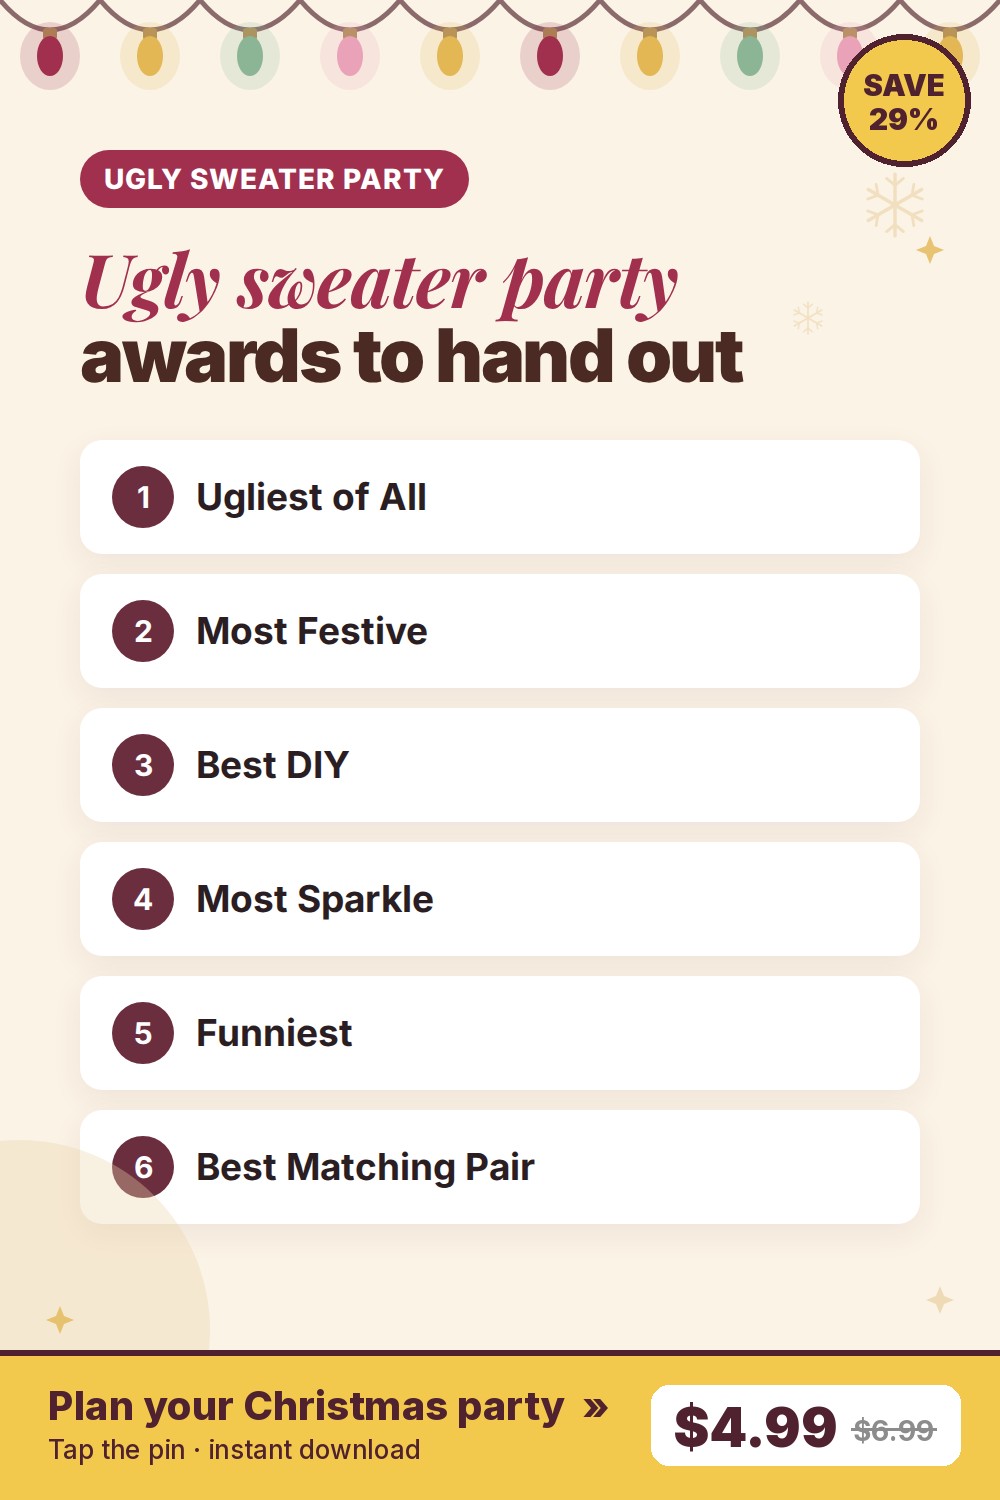 SAVE
29%
UGLY SWEATER PARTY
Ugly sweater party
awards to hand out
1 Ugliest of All
2 Most Festive
3 Best DIY
4 Most Sparkle
5 Funniest
6 Best Matching Pair
Plan your Christmas party »
Tap the pin · instant download
$4.99 $6.99